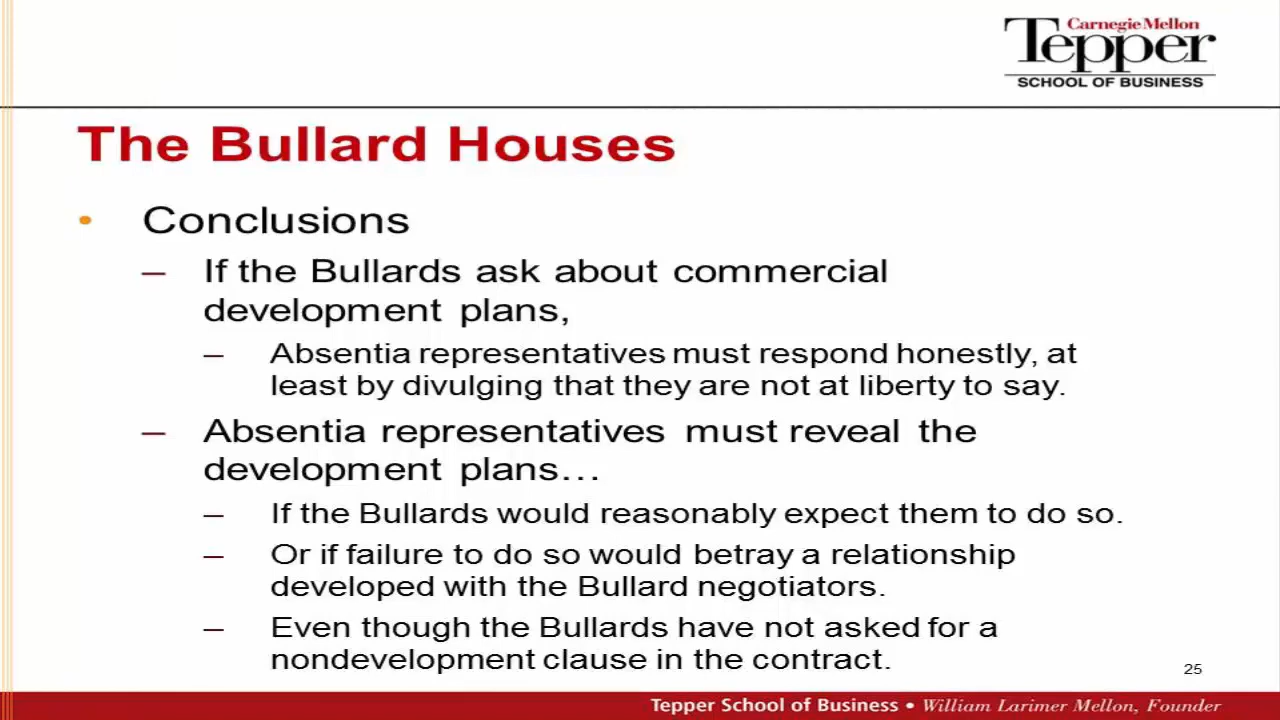 Carnegie Mellon
Tepper
SCHOOL OF BUSINESS
The Bullard Houses
• Conclusions
– If the Bullards ask about commercial
development plans,
– Absentia representatives must respond honestly, at
least by divulging that they are not at liberty to say.
– Absentia representatives must reveal the
development plans…
– If the Bullards would reasonably expect them to do so.
– Or if failure to do so would betray a relationship
developed with the Bullard negotiators.
– Even though the Bullards have not asked for a
nondevelopment clause in the contract.
25
Tepper School of Business • William Larimer Mellon, Founder